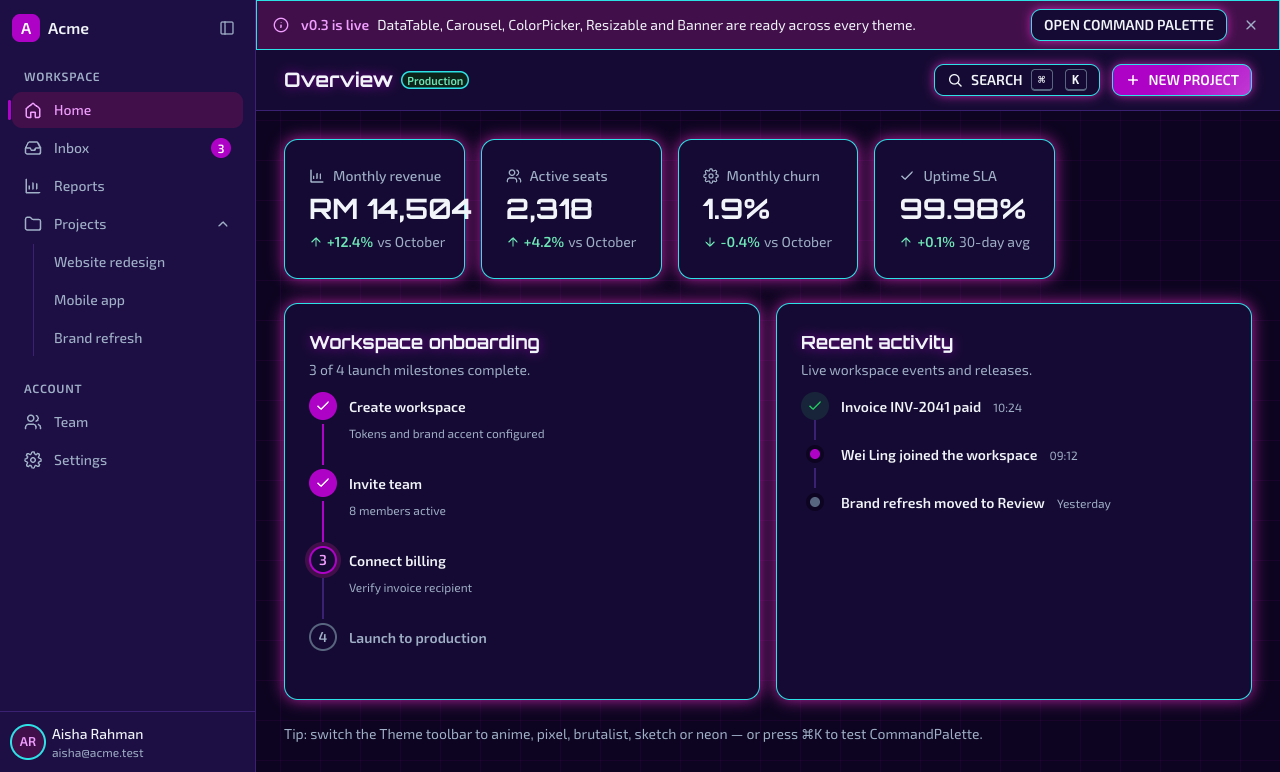 A Acme
WORKSPACE
Home
Inbox 3
Reports
Projects
Website redesign
Mobile app
Brand refresh
ACCOUNT
Team
Settings
AR Aisha Rahman
aisha@acme.test
v0.3 is live DataTable, Carousel, ColorPicker, Resizable and Banner are ready across every theme. OPEN COMMAND PALETTE
Overview Production SEARCH ⌘ K + NEW PROJECT
Monthly revenue
RM 14,504
↑ +12.4% vs October
Active seats
2,318
↑ +4.2% vs October
Monthly churn
1.9%
↓ -0.4% vs October
Uptime SLA
99.98%
↑ +0.1% 30-day avg
Workspace onboarding
3 of 4 launch milestones complete.
Create workspace
Tokens and brand accent configured
Invite team
8 members active
3 Connect billing
Verify invoice recipient
4 Launch to production
Recent activity
Live workspace events and releases.
Invoice INV-2041 paid 10:24
Wei Ling joined the workspace 09:12
Brand refresh moved to Review Yesterday
Tip: switch the Theme toolbar to anime, pixel, brutalist, sketch or neon — or press ⌘K to test CommandPalette.